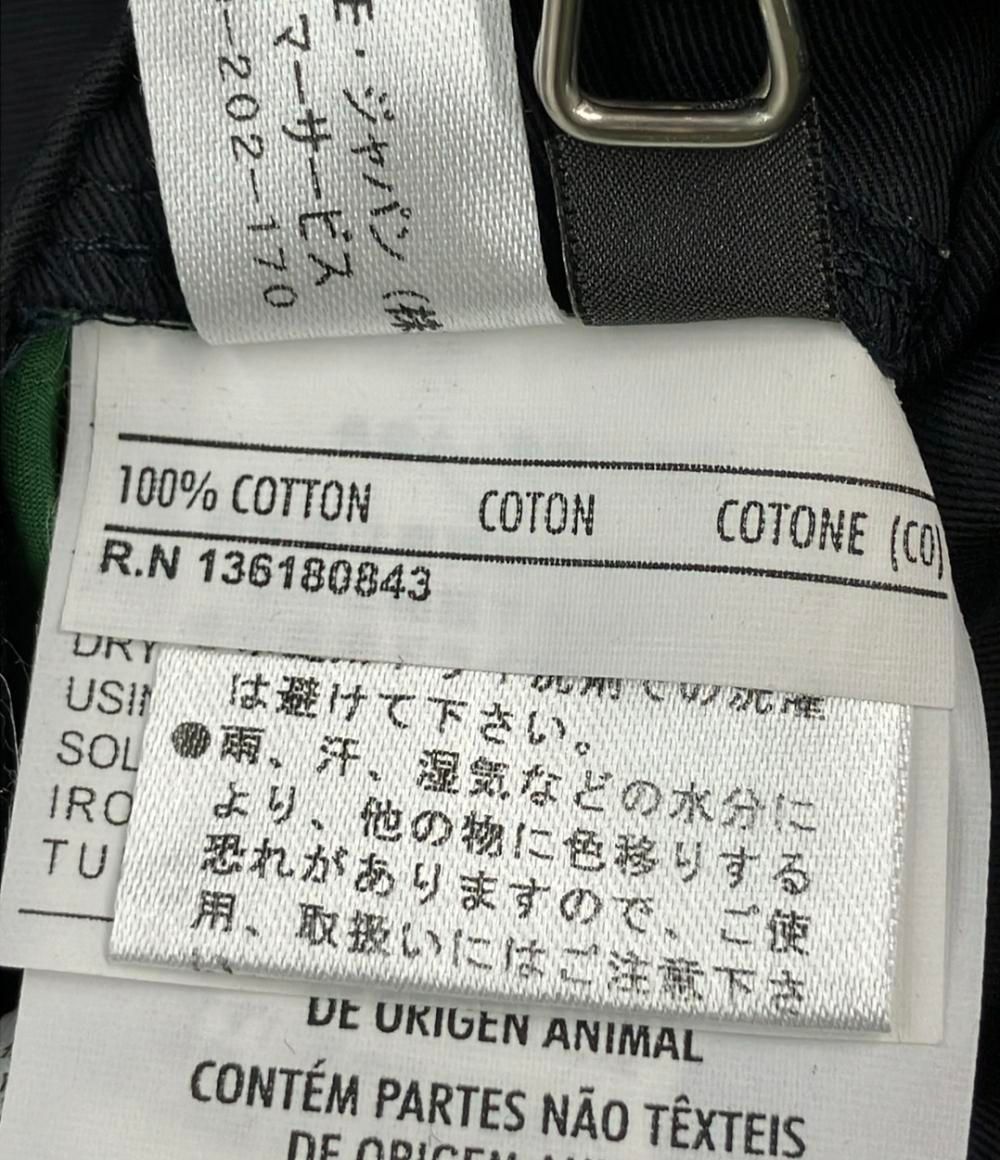 E・ジャパン(株
マーサービス
-202-170
100% COTTON COTON COTONE (CO)
R.N 136180843
DRY
USIN
SOL
IRO
TU
は避けて下さい。
●雨、汗、湿気などの水分に
より、他の物に色移りする
恐れがありますので、ご使
用、取扱いにはご注意下さ
DE ORIGEN ANIMAL
CONTÉM PARTES NÃO TÊXTEIS